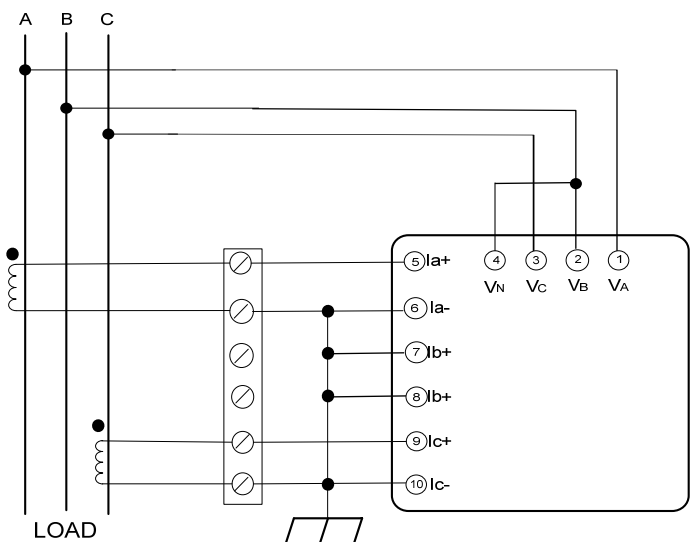 A B C
4 3 2 1
VN VC VB VA
5 Ia+
6 Ia-
7 Ib+
8 Ib+
9 Ic+
10 Ic-
LOAD